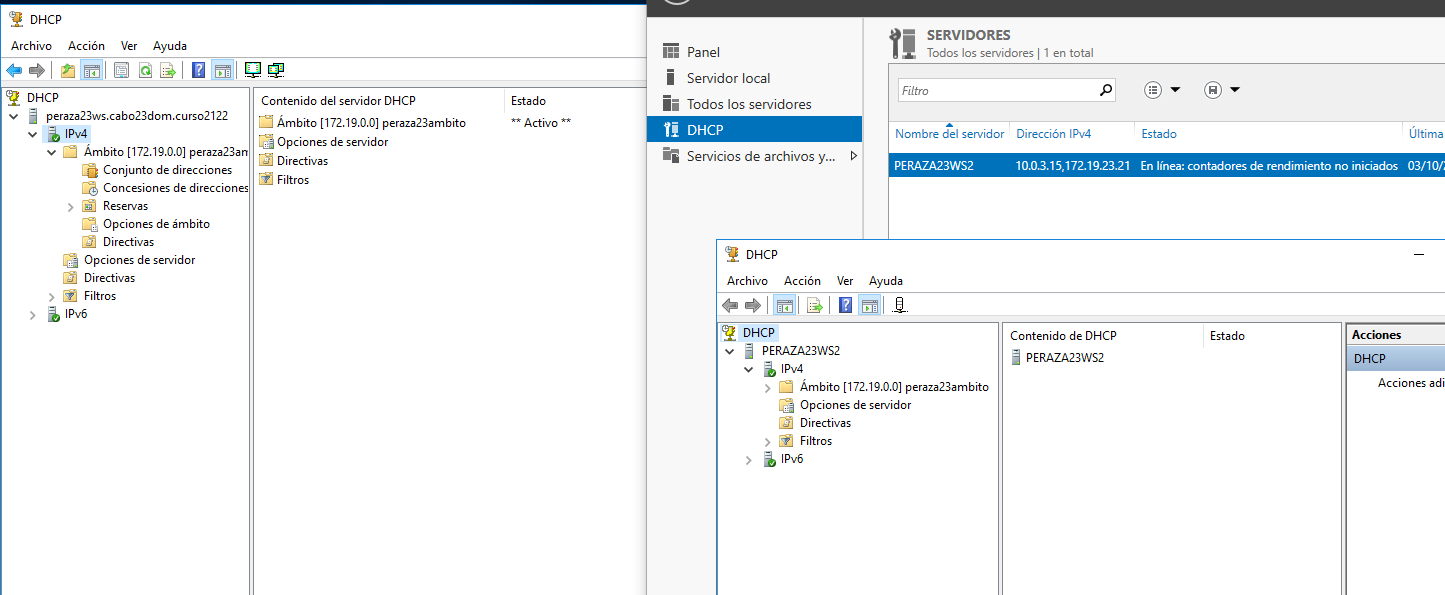 DHCP
Archivo Acción Ver Ayuda
DHCP
peraza23ws.cabo23dom.curso2122
IPv4
Ámbito [172.19.0.0] peraza23am
Conjunto de direcciones
Concesiones de direcciones
Reservas
Opciones de ámbito
Directivas
Opciones de servidor
Directivas
Filtros
IPv6
Contenido del servidor DHCP Estado
Ámbito [172.19.0.0] peraza23ambito ** Activo **
Opciones de servidor
Directivas
Filtros
Panel
Servidor local
Todos los servidores
DHCP
Servicios de archivos y...
SERVIDORES
Todos los servidores | 1 en total
Filtro
Nombre del servidor Dirección IPv4 Estado Última
PERAZA23WS2 10.0.3.15,172.19.23.21 En línea: contadores de rendimiento no iniciados 03/10/2
DHCP
Archivo Acción Ver Ayuda
DHCP
PERAZA23WS2
IPv4
Ámbito [172.19.0.0] peraza23ambito
Opciones de servidor
Directivas
Filtros
IPv6
Contenido de DHCP Estado
PERAZA23WS2
Acciones
DHCP
Acciones adi